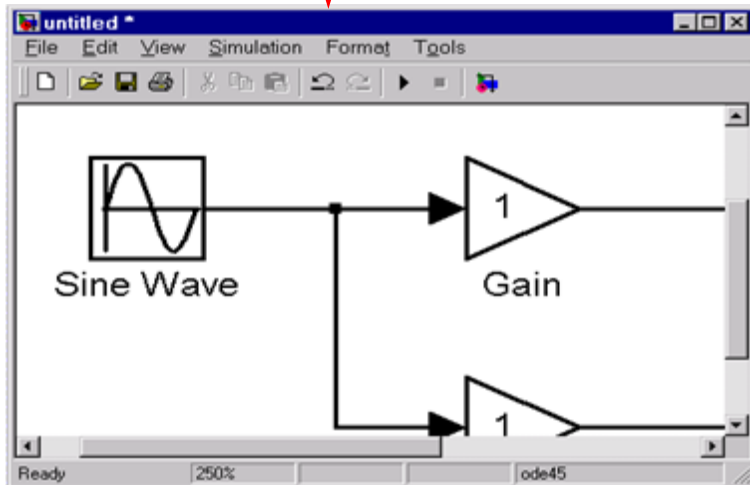 untitled *
File Edit View Simulation Format Tools
1
Sine Wave Gain
1
Ready 250% ode45